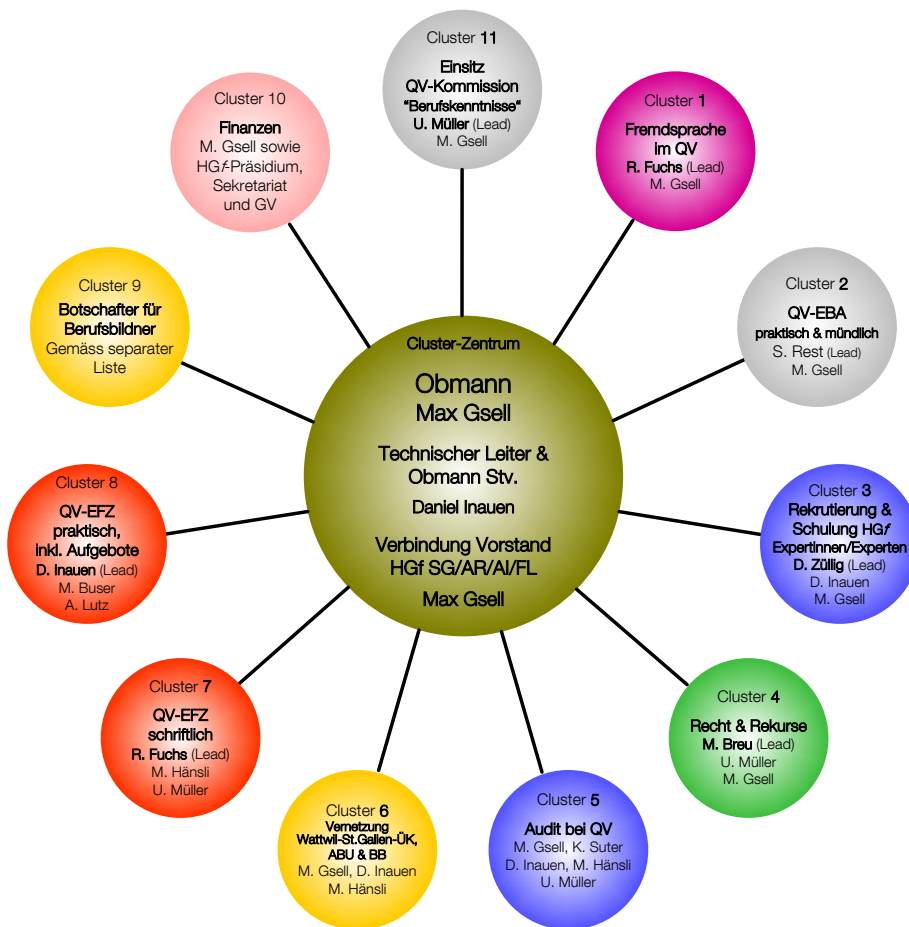 Cluster 11
Einsitz
QV-Kommission
"Berufskenntnisse"
U. Müller (Lead)
M. Gsell
Cluster 1
Fremdsprache
im QV
R. Fuchs (Lead)
M. Gsell
Cluster 2
QV-EBA
praktisch & mündlich
S. Rest (Lead)
M. Gsell
Cluster 3
Rekrutierung &
Schulung HGf
Expertinnen/Experten
D. Züllig (Lead)
D. Inauen
M. Gsell
Cluster 4
Recht & Rekurse
M. Breu (Lead)
U. Müller
M. Gsell
Cluster 5
Audit bei QV
M. Gsell, K. Suter
D. Inauen, M. Hänsli
U. Müller
Cluster 6
Vernetzung
Wattwil-St.Gallen-ÜK,
ABU & BB
M. Gsell, D. Inauen
M. Hänsli
Cluster 7
QV-EFZ
schriftlich
R. Fuchs (Lead)
M. Hänsli
U. Müller
Cluster 8
QV-EFZ
praktisch,
inkl. Aufgebote
D. Inauen (Lead)
M. Buser
A. Lutz
Cluster 9
Botschafter für
Berufsbildner
Gemäss separater
Liste
Cluster 10
Finanzen
M. Gsell sowie
HGf-Präsidium,
Sekretariat
und GV
Cluster-Zentrum
Obmann
Max Gsell
Technischer Leiter &
Obmann Stv.
Daniel Inauen
Verbindung Vorstand
HGf SG/AR/AI/FL
Max Gsell